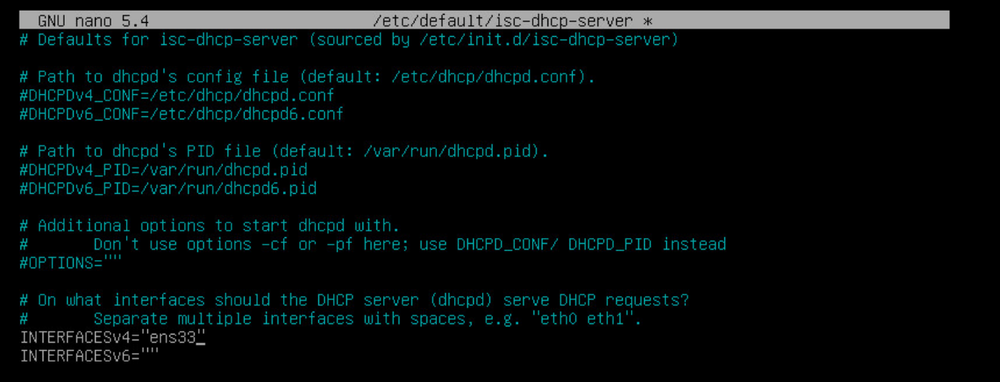 GNU nano 5.4 /etc/default/isc-dhcp-server *
# Defaults for isc-dhcp-server (sourced by /etc/init.d/isc-dhcp-server)
# Path to dhcpd's config file (default: /etc/dhcp/dhcpd.conf).
#DHCPDv4_CONF=/etc/dhcp/dhcpd.conf
#DHCPDv6_CONF=/etc/dhcp/dhcpd6.conf
# Path to dhcpd's PID file (default: /var/run/dhcpd.pid).
#DHCPDv4_PID=/var/run/dhcpd.pid
#DHCPDv6_PID=/var/run/dhcpd6.pid
# Additional options to start dhcpd with.
#       Don't use options -cf or -pf here; use DHCPD_CONF/ DHCPD_PID instead
#OPTIONS=""
# On what interfaces should the DHCP server (dhcpd) serve DHCP requests?
#       Separate multiple interfaces with spaces, e.g. "eth0 eth1".
INTERFACESv4="ens33"
INTERFACESv6=""